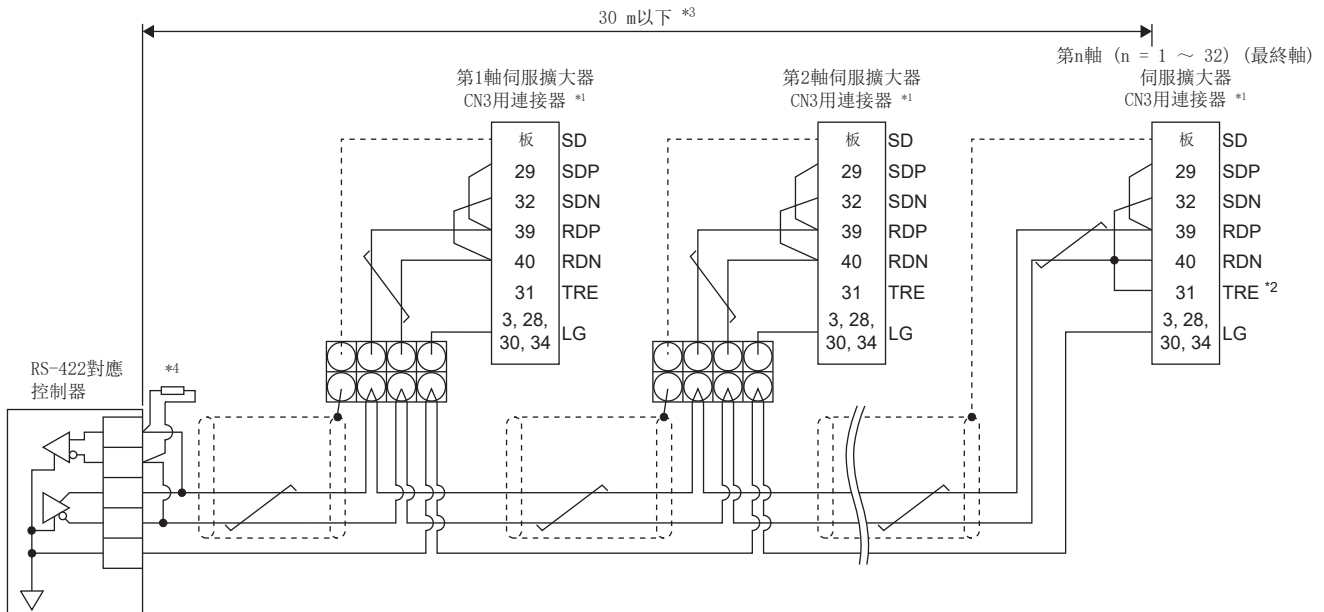 30 m以下 *3
第n軸 (n = 1 ～ 32) (最終軸)
伺服擴大器
CN3用連接器 *1
第1軸伺服擴大器
CN3用連接器 *1
第2軸伺服擴大器
CN3用連接器 *1
板 SD
29 SDP
32 SDN
39 RDP
40 RDN
31 TRE
3, 28,
30, 34 LG
板 SD
29 SDP
32 SDN
39 RDP
40 RDN
31 TRE
3, 28,
30, 34 LG
板 SD
29 SDP
32 SDN
39 RDP
40 RDN
31 TRE *2
3, 28,
30, 34 LG
RS-422對應
控制器
*4